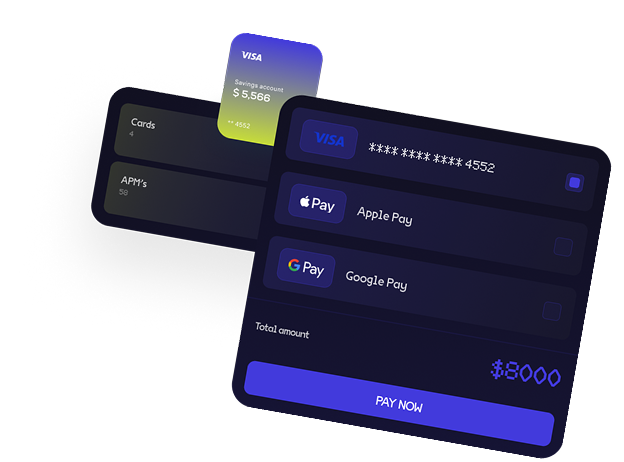 VISA
Savings account
$ 5,566
** 4552
Cards
4
APM's
58
VISA
**** **** **** 4552
Apple Pay
Pay
Google Pay
G Pay
Total amount
$8000
PAY NOW